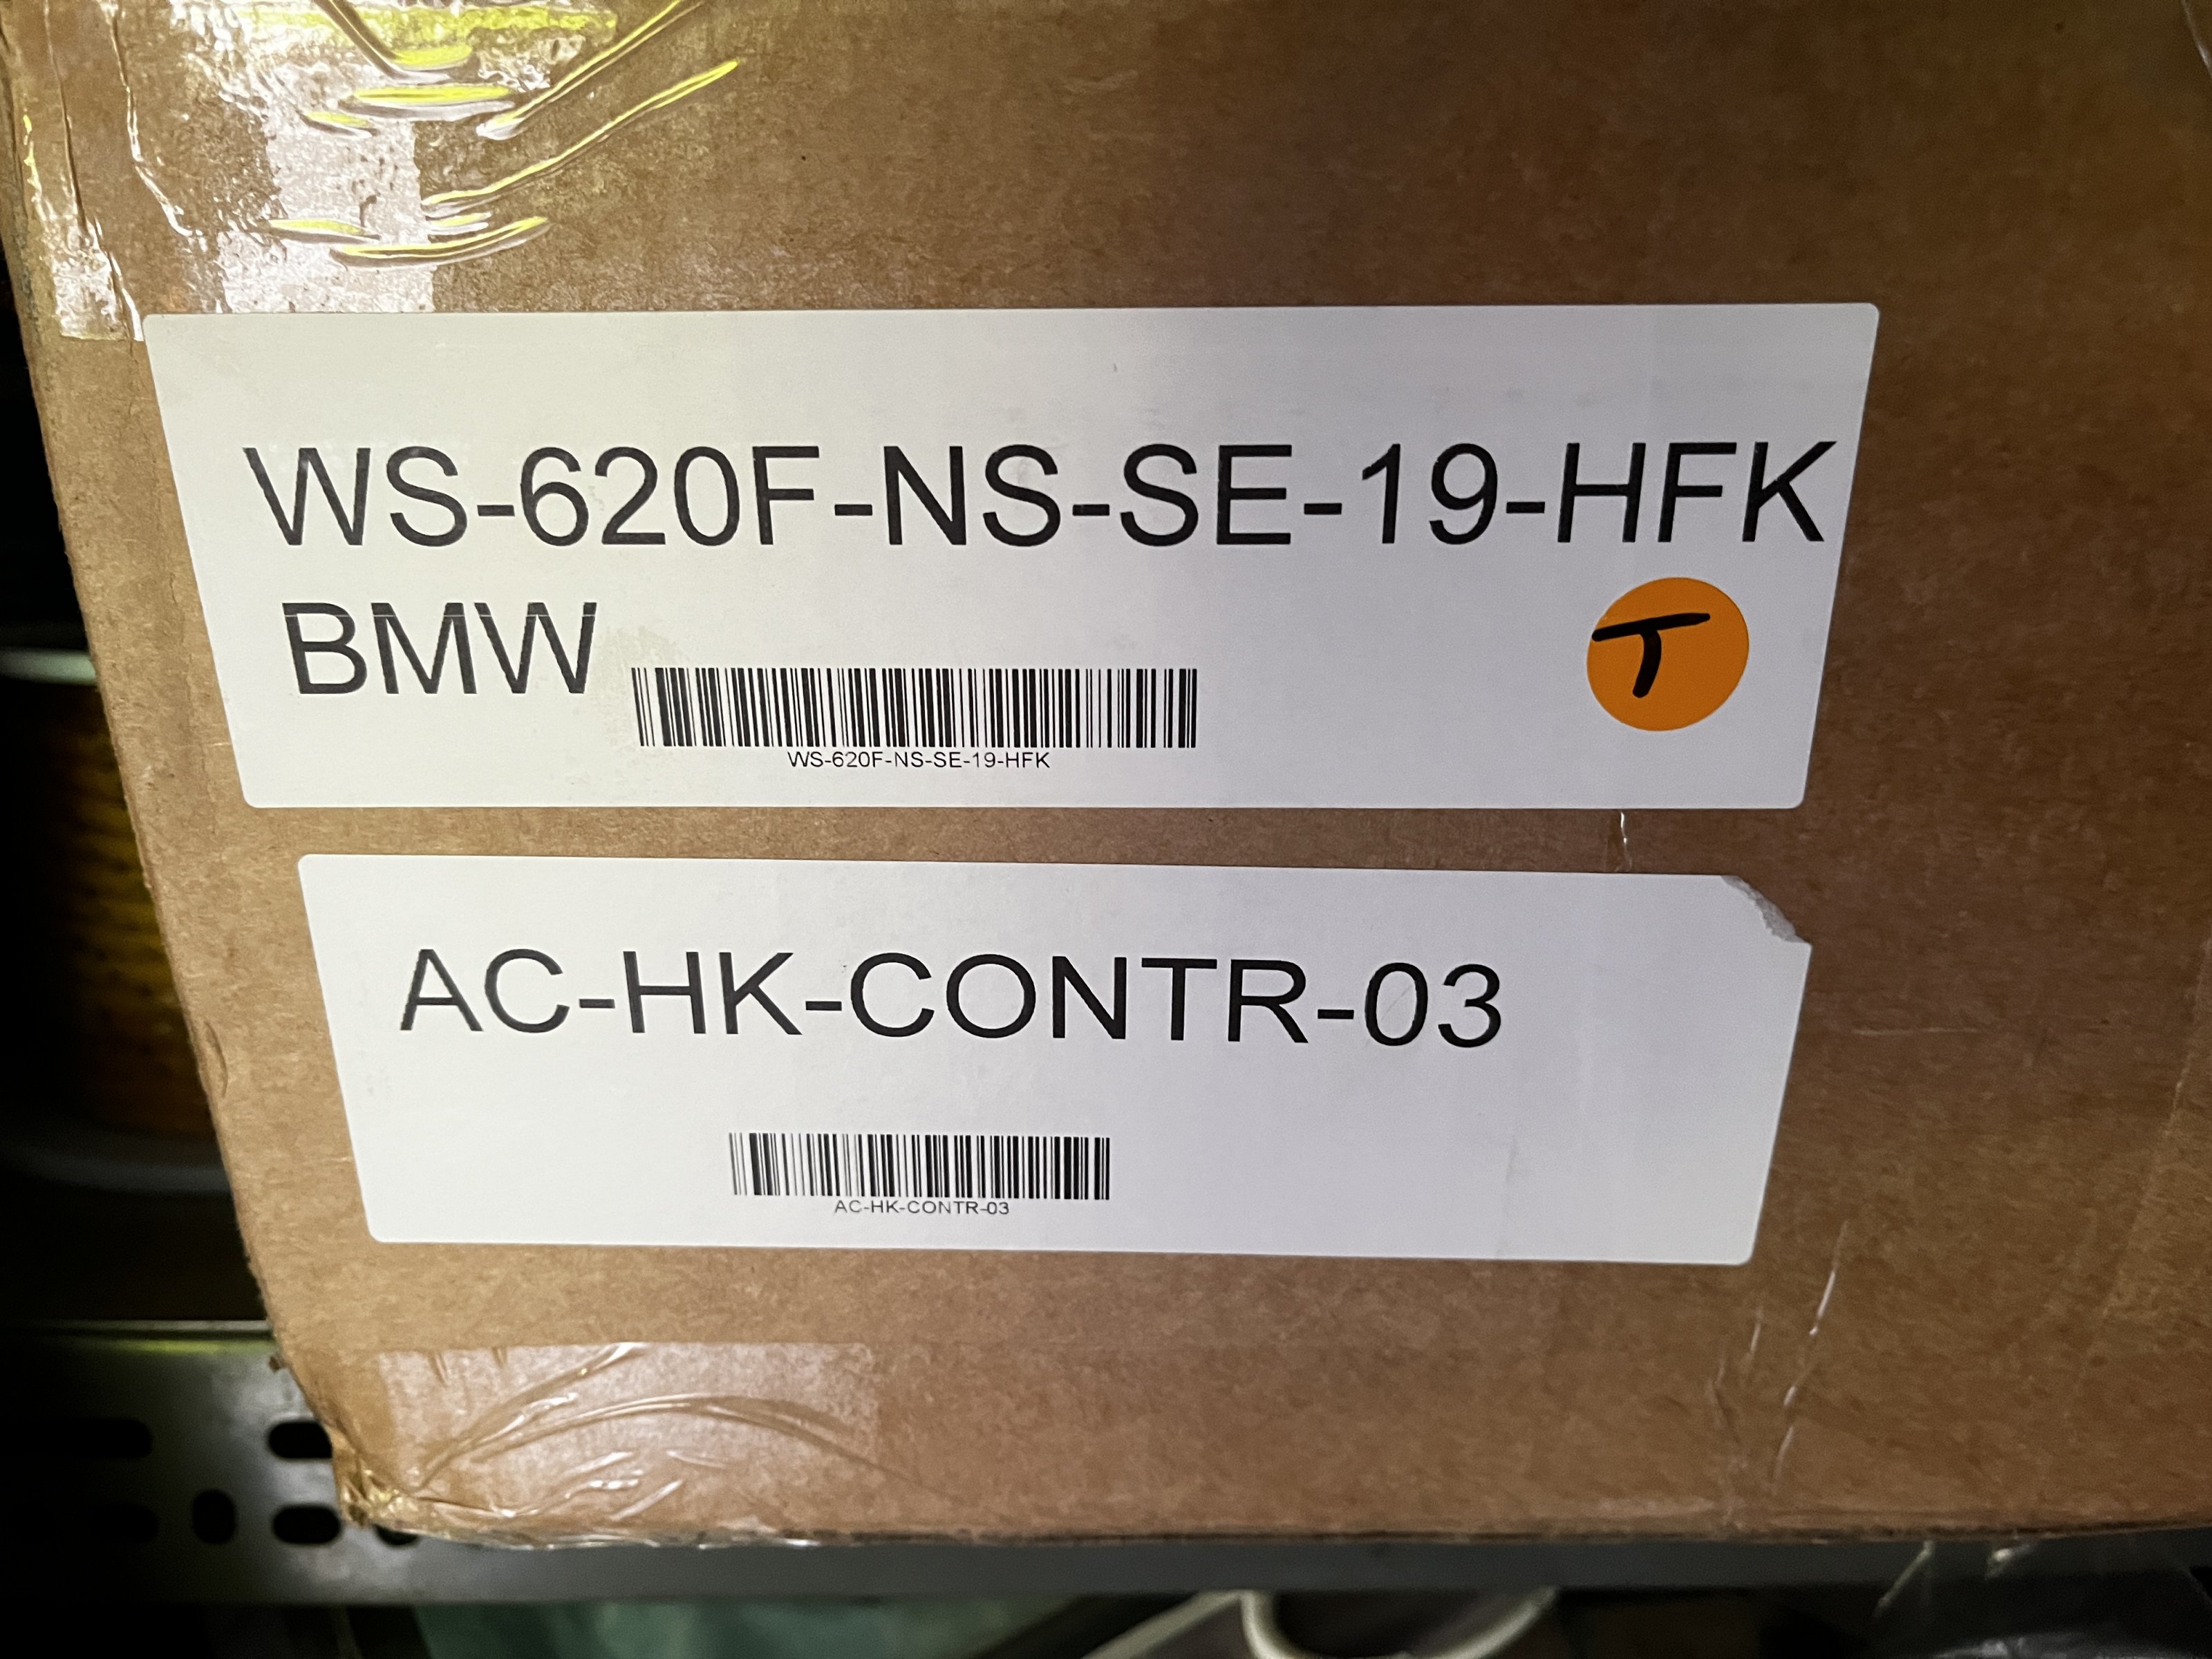 WS-620F-NS-SE-19-HFK
BMW
T
WS-620F-NS-SE-19-HFK
AC-HK-CONTR-03
AC-HK-CONTR-03